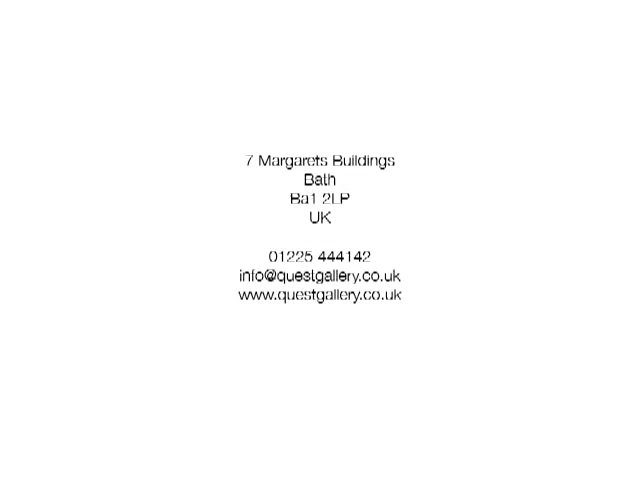 7 Margarets Buildings
Bath
Ba1 2LP
UK
01225 444142
info@questgallery.co.uk
www.questgallery.co.uk